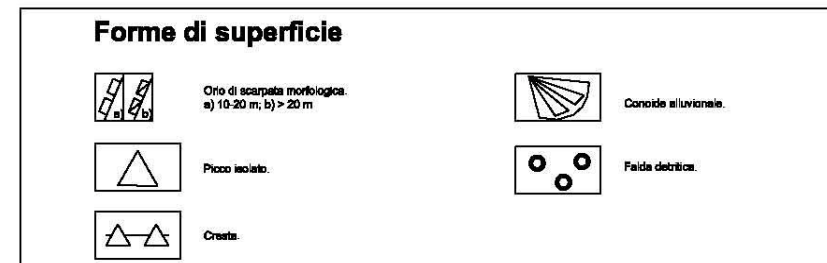 Forme di superficie
a) b)
Orlo di scarpata morfologica.
a) 10-20 m; b) > 20 m
Conoide alluvionale.
Picco isolato.
Falda detritica.
Creste.